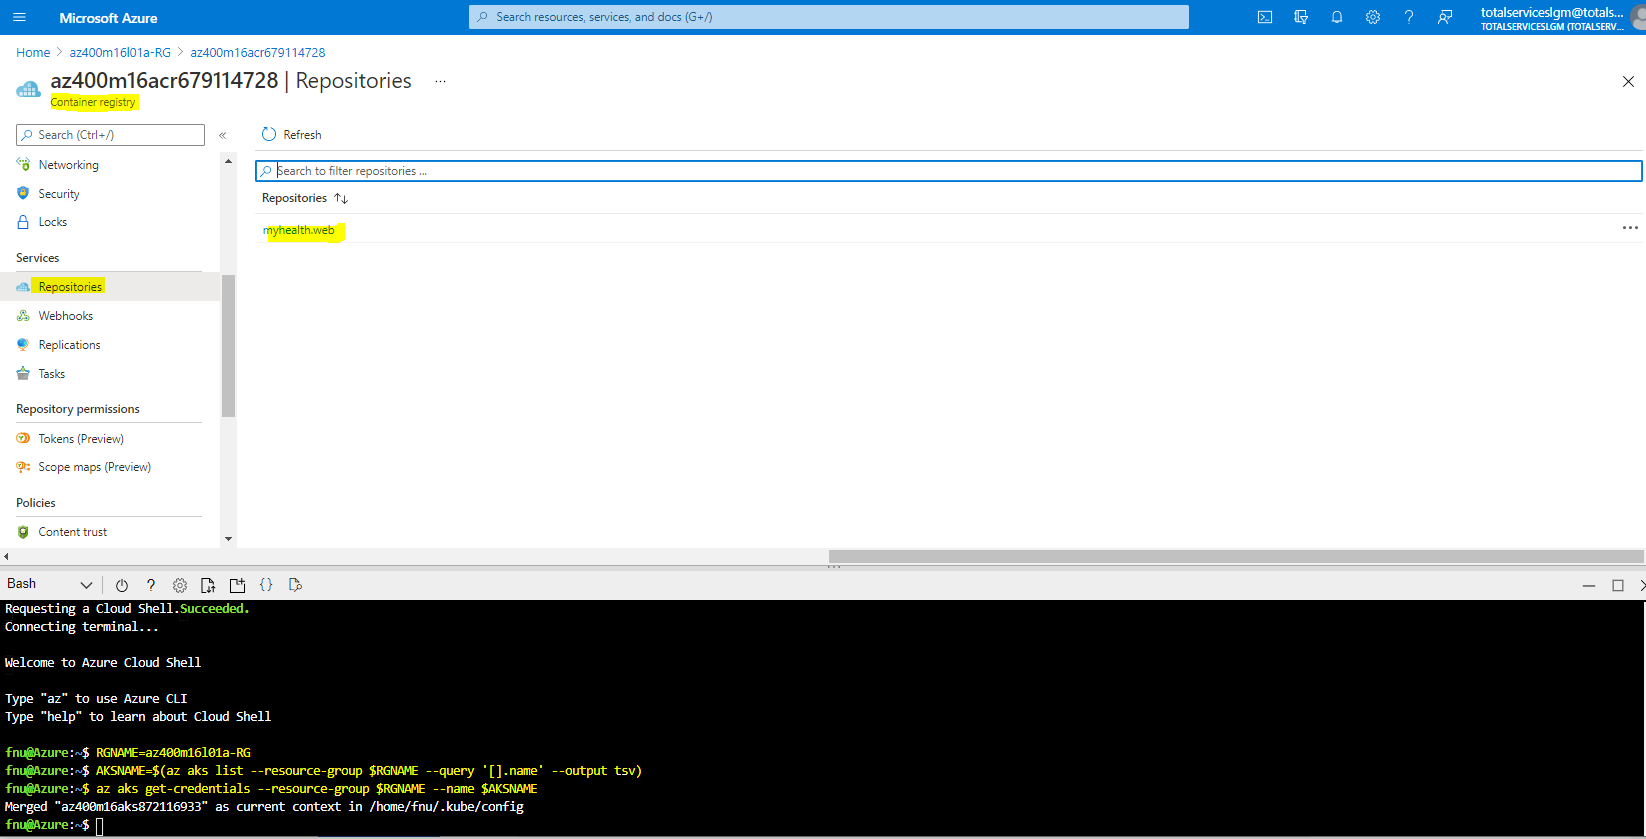 Microsoft Azure
Search resources, services, and docs (G+/)
totalserviceslgm@totals...
TOTALSERVICESLGM (TOTALSERV...
Home > az400m16l01a-RG > az400m16acr679114728
az400m16acr679114728 | Repositories ...
Container registry
Search (Ctrl+/)
«
Refresh
Networking
Security
Locks
Services
Repositories
Webhooks
Replications
Tasks
Repository permissions
Tokens (Preview)
Scope maps (Preview)
Policies
Content trust
Search to filter repositories ...
Repositories ↑↓
myhealth.web
Bash
Requesting a Cloud Shell.Succeeded.
Connecting terminal...
Welcome to Azure Cloud Shell
Type "az" to use Azure CLI
Type "help" to learn about Cloud Shell
fnu@Azure:~$ RGNAME=az400m16l01a-RG
fnu@Azure:~$ AKSNAME=$(az aks list --resource-group $RGNAME --query '[].name' --output tsv)
fnu@Azure:~$ az aks get-credentials --resource-group $RGNAME --name $AKSNAME
Merged "az400m16aks872116933" as current context in /home/fnu/.kube/config
fnu@Azure:~$